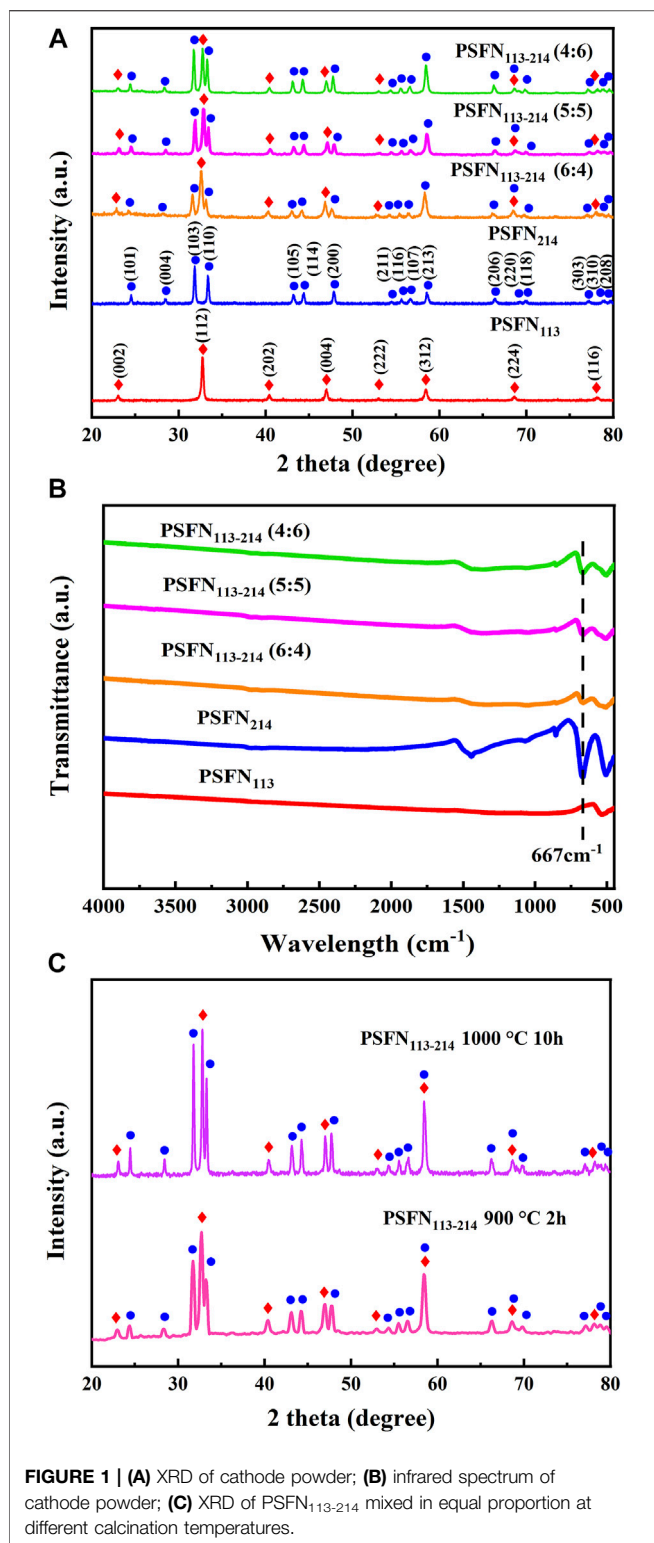 A
PSFN113-214 (4:6)
PSFN113-214 (5:5)
PSFN113-214 (6:4)
PSFN214
(101)
(004)
(103)
(110)
(105)
(114)
(200)
(211)
(116)
(107)
(213)
(206)
(220)
(118)
(303)
(310)
(208)
PSFN113
(002)
(112)
(202)
(004)
(222)
(312)
(224)
(116)
Intensity (a.u.)
20 30 40 50 60 70 80
2 theta (degree)
B
PSFN113-214 (4:6)
PSFN113-214 (5:5)
PSFN113-214 (6:4)
PSFN214
PSFN113
667cm-1
Transmittance (a.u.)
4000 3500 3000 2500 2000 1500 1000 500
Wavelength (cm-1)
C
PSFN113-214 1000 °C 10h
PSFN113-214 900 °C 2h
Intensity (a.u.)
20 30 40 50 60 70 80
2 theta (degree)
FIGURE 1 | (A) XRD of cathode powder; (B) infrared spectrum of
cathode powder; (C) XRD of PSFN113-214 mixed in equal proportion at
different calcination temperatures.